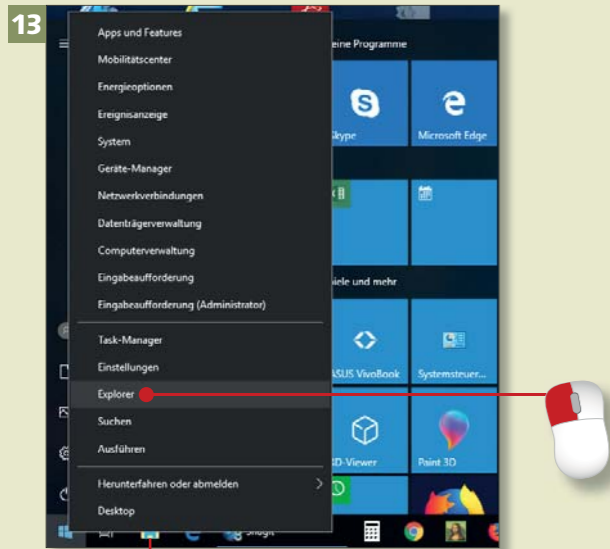 13
Apps und Features
Mobilitätscenter
Energieoptionen
Ereignisanzeige
System
Geräte-Manager
Netzwerkverbindungen
Datenträgerverwaltung
Computerverwaltung
Eingabeaufforderung
Eingabeaufforderung (Administrator)
Task-Manager
Einstellungen
Explorer
Suchen
Ausführen
Herunterfahren oder abmelden
Desktop
eine Programme
Skype
Microsoft Edge
iele und mehr
ASUS VivoBook
Systemsteuer...
3D-Viewer
Paint 3D
Snagit